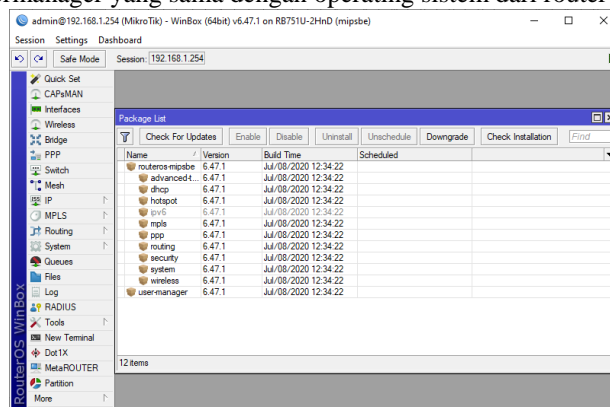 ermanager yang sama dengan operating sistem dari router
admin@192.168.1.254 (MikroTik) - WinBox (64bit) v6.47.1 on RB751U-2HnD (mipsbe)
Session Settings Dashboard
Safe Mode Session: 192.168.1.254
Quick Set
CAPsMAN
Interfaces
Wireless
Bridge
PPP
Switch
Mesh
IP
MPLS
Routing
System
Queues
Files
Log
RADIUS
Tools
New Terminal
Dot1X
MetaROUTER
Partition
More
RouterOS WinBox
Package List
Check For Updates Enable Disable Uninstall Unschedule Downgrade Check Installation Find
Name / Version Build Time Scheduled
routeros-mipsbe 6.47.1 Jul/08/2020 12:34:22
advanced-t... 6.47.1 Jul/08/2020 12:34:22
dhcp 6.47.1 Jul/08/2020 12:34:22
hotspot 6.47.1 Jul/08/2020 12:34:22
ipv6 6.47.1 Jul/08/2020 12:34:22
mpls 6.47.1 Jul/08/2020 12:34:22
ppp 6.47.1 Jul/08/2020 12:34:22
routing 6.47.1 Jul/08/2020 12:34:22
security 6.47.1 Jul/08/2020 12:34:22
system 6.47.1 Jul/08/2020 12:34:22
wireless 6.47.1 Jul/08/2020 12:34:22
user-manager 6.47.1 Jul/08/2020 12:34:22
12 items